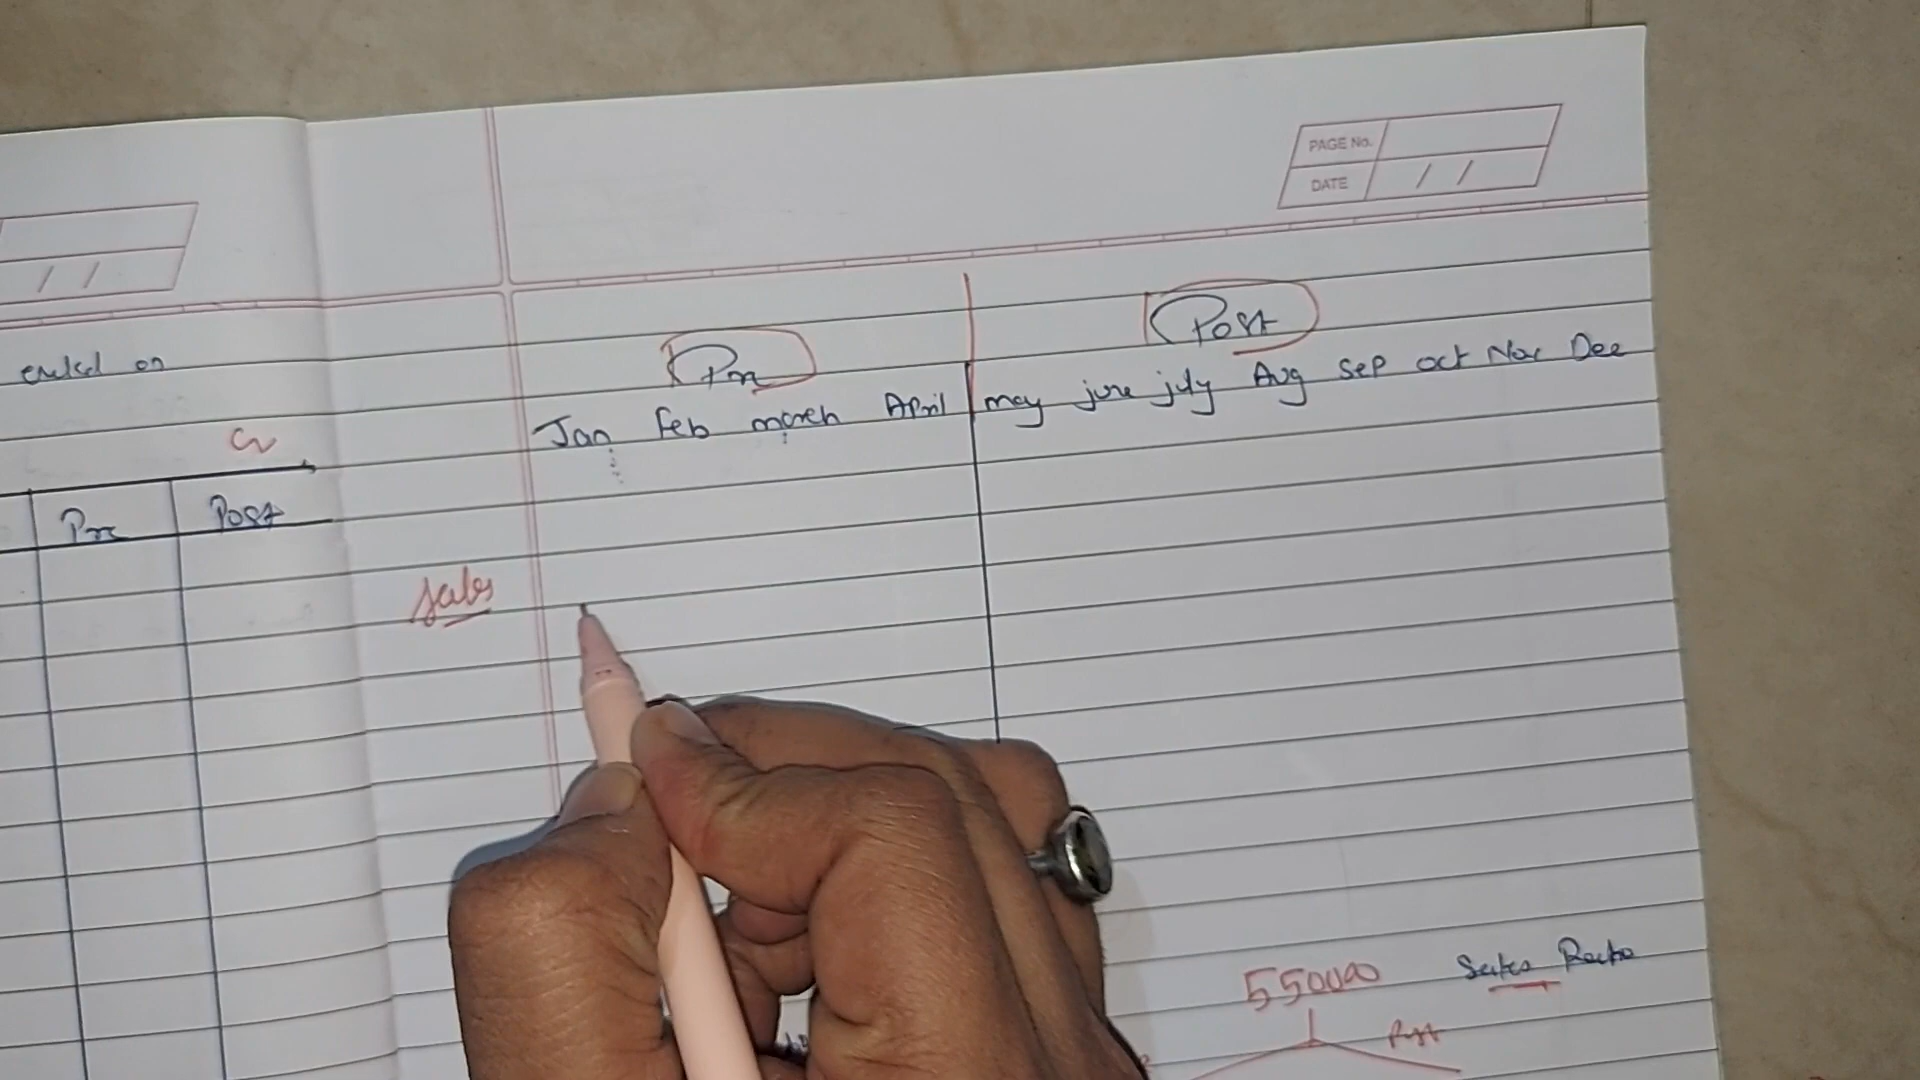 PAGE No.
DATE / /
/ /
ended on
Pre Post
Pre Post
Jan Feb march April may june july Aug Sep oct Nov Dec
Sales
550000 Sales Ratio
Post